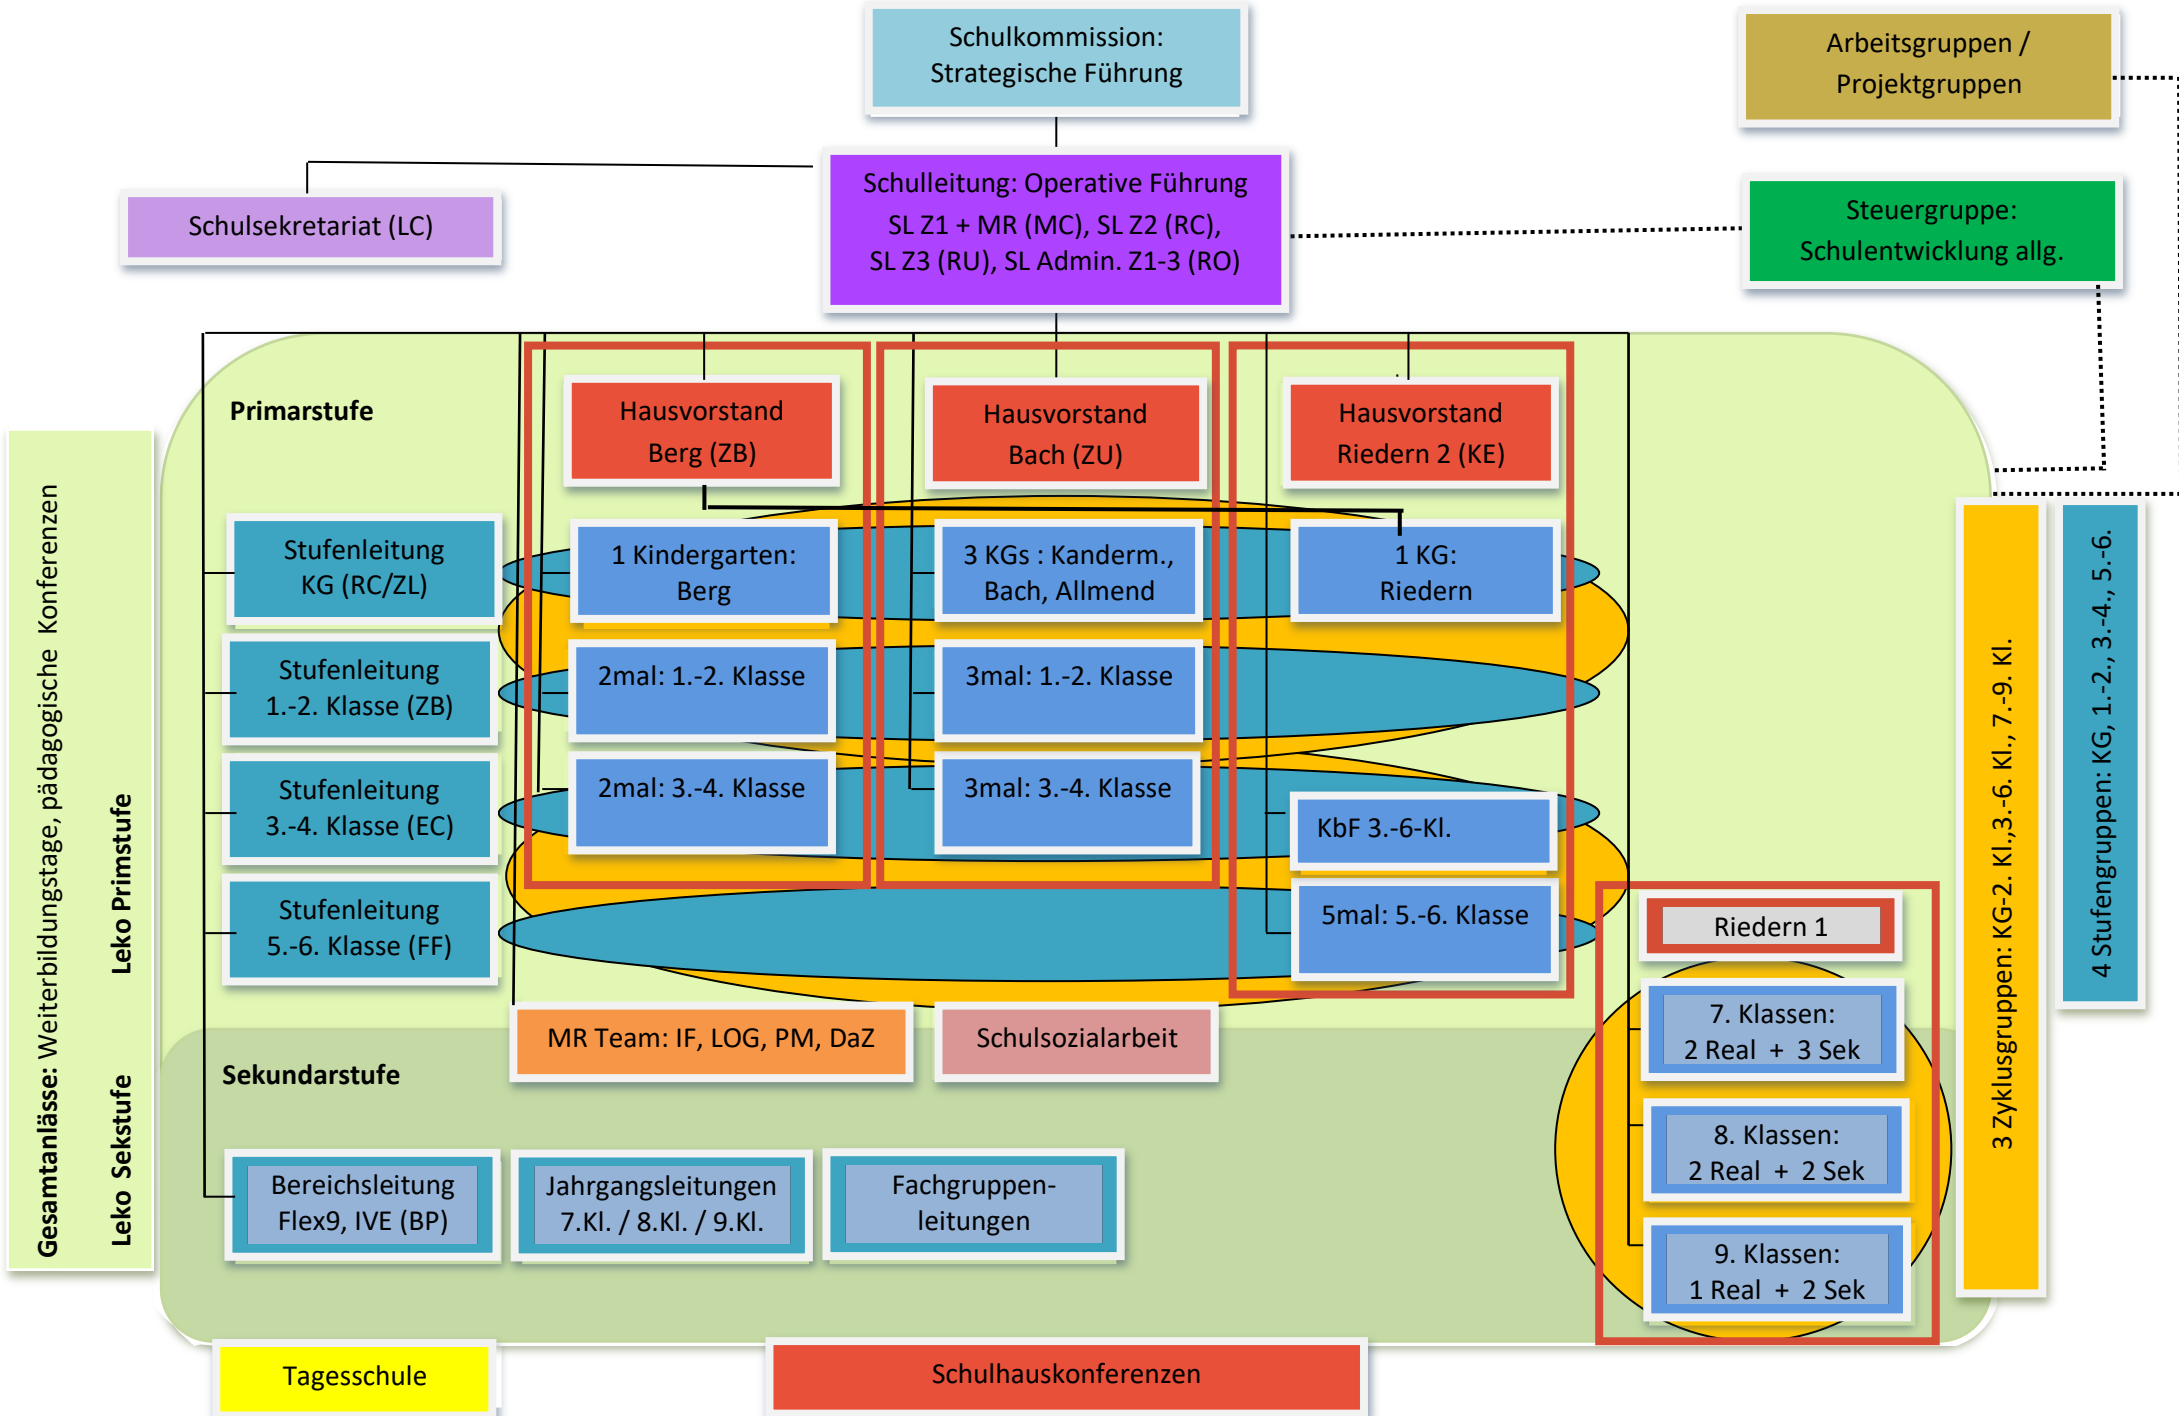 Schulkommission:
Strategische Führung
Arbeitsgruppen /
Projektgruppen
Schulleitung: Operative Führung
SL Z1 + MR (MC), SL Z2 (RC),
SL Z3 (RU), SL Admin. Z1-3 (RO)
Schulsekretariat (LC)
Steuergruppe:
Schulentwicklung allg.
Primarstufe
Hausvorstand
Berg (ZB)
Hausvorstand
Bach (ZU)
Hausvorstand
Riedern 2 (KE)
Stufenleitung
KG (RC/ZL)
1 Kindergarten:
Berg
3 KGs : Kanderm.,
Bach, Allmend
1 KG:
Riedern
Stufenleitung
1.-2. Klasse (ZB)
2mal: 1.-2. Klasse
3mal: 1.-2. Klasse
Stufenleitung
3.-4. Klasse (EC)
2mal: 3.-4. Klasse
3mal: 3.-4. Klasse
KbF 3.-6-Kl.
Stufenleitung
5.-6. Klasse (FF)
5mal: 5.-6. Klasse
Riedern 1
7. Klassen:
2 Real + 3 Sek
8. Klassen:
2 Real + 2 Sek
9. Klassen:
1 Real + 2 Sek
MR Team: IF, LOG, PM, DaZ
Schulsozialarbeit
Sekundarstufe
Bereichsleitung
Flex9, IVE (BP)
Jahrgangsleitungen
7.Kl. / 8.Kl. / 9.Kl.
Fachgruppen-
leitungen
Gesamtanlässe: Weiterbildungstage, pädagogische Konferenzen
Leko Sekstufe Leko Primstufe
3 Zyklusgruppen: KG-2. Kl.,3.-6. Kl., 7.-9. Kl.
4 Stufengruppen: KG, 1.-2., 3.-4., 5.-6.
Tagesschule
Schulhauskonferenzen